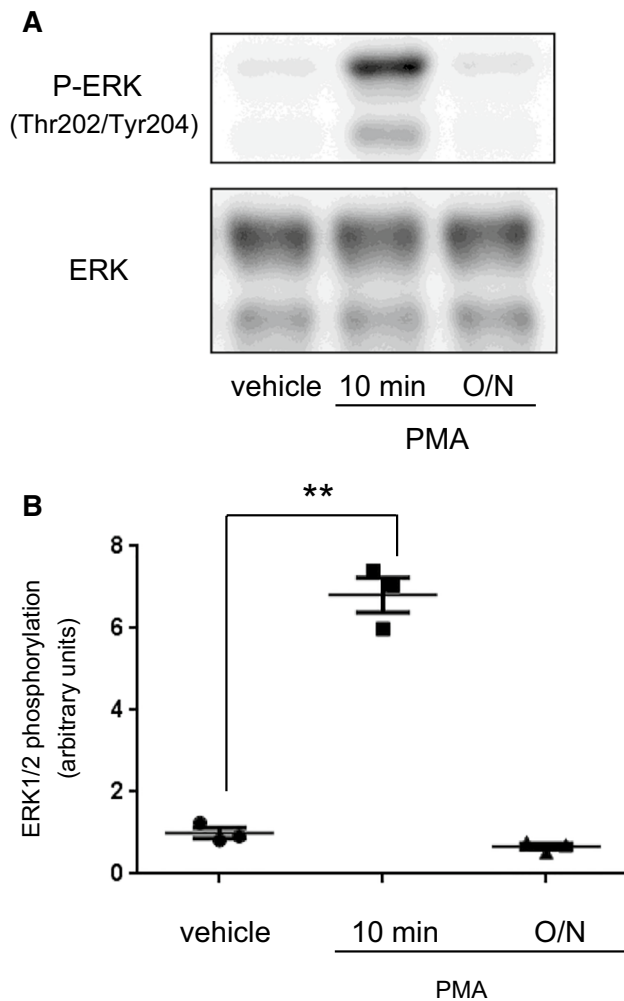 A
P-ERK
(Thr202/Tyr204)
ERK
vehicle 10 min O/N
PMA
B
**
8
6
4
2
0
ERK1/2 phosphorylation
(arbitrary units)
vehicle 10 min O/N
PMA